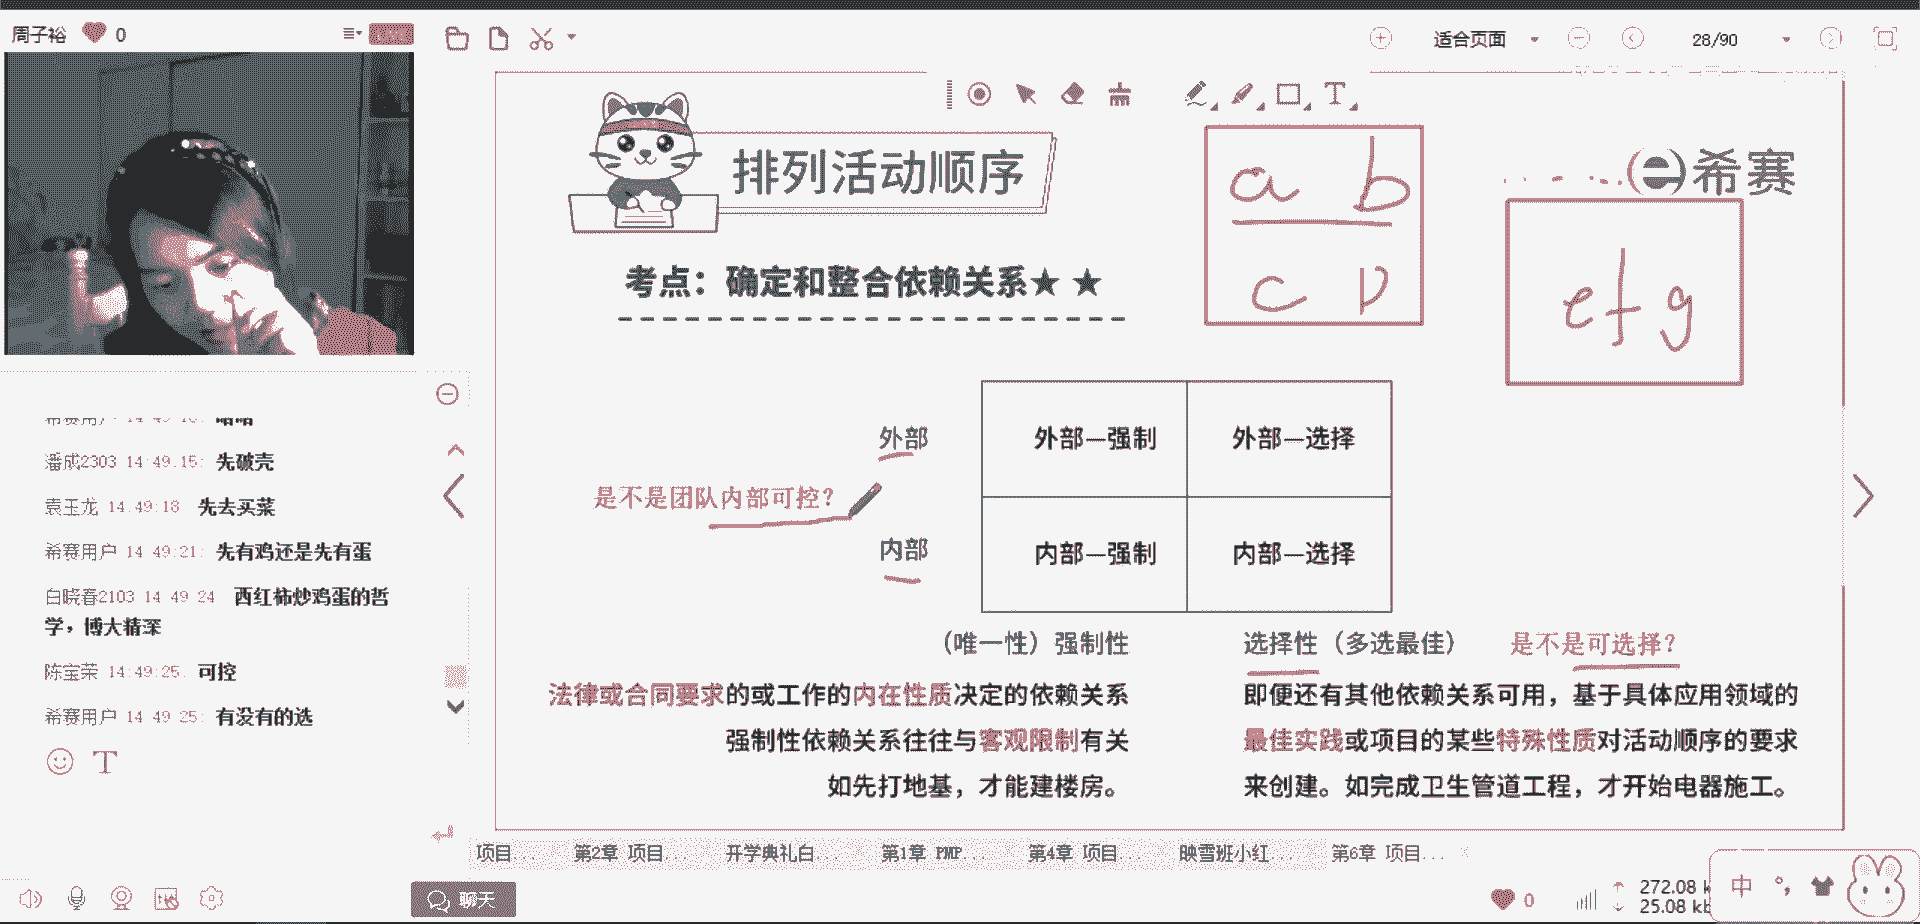 周子裕 0
适合页面
28/90
排列活动顺序
希赛
a b
c D
e f g
考点：确定和整合依赖关系★ ★
外部
外部—强制 外部—选择
是不是团队内部可控？
内部
内部—强制 内部—选择
（唯一性）强制性
法律或合同要求的或工作的内在性质决定的依赖关系
强制性依赖关系往往与客观限制有关
如先打地基，才能建楼房。
选择性（多选最佳） 是不是可选择？
即便还有其他依赖关系可用，基于具体应用领域的
最佳实践或项目的某些特殊性质对活动顺序的要求
来创建。如完成卫生管道工程，才开始电器施工。
潘成2303 14:49:15: 先破壳
袁玉龙 14:49:18 先去买菜
希赛用户 14:49:21: 先有鸡还是先有蛋
白晓春2103 14:49:24 西红柿炒鸡蛋的哲
学，博大精深
陈宝荣 14:49:25: 可控
希赛用户 14:49:25: 有没有的选
T
项目... 第2章 项目... 开学典礼白... 第1章 PMP... 第4章 项目... 映雪班小红... 第6章 项目...
聊天
0
272.08 k
25.08 kb
中